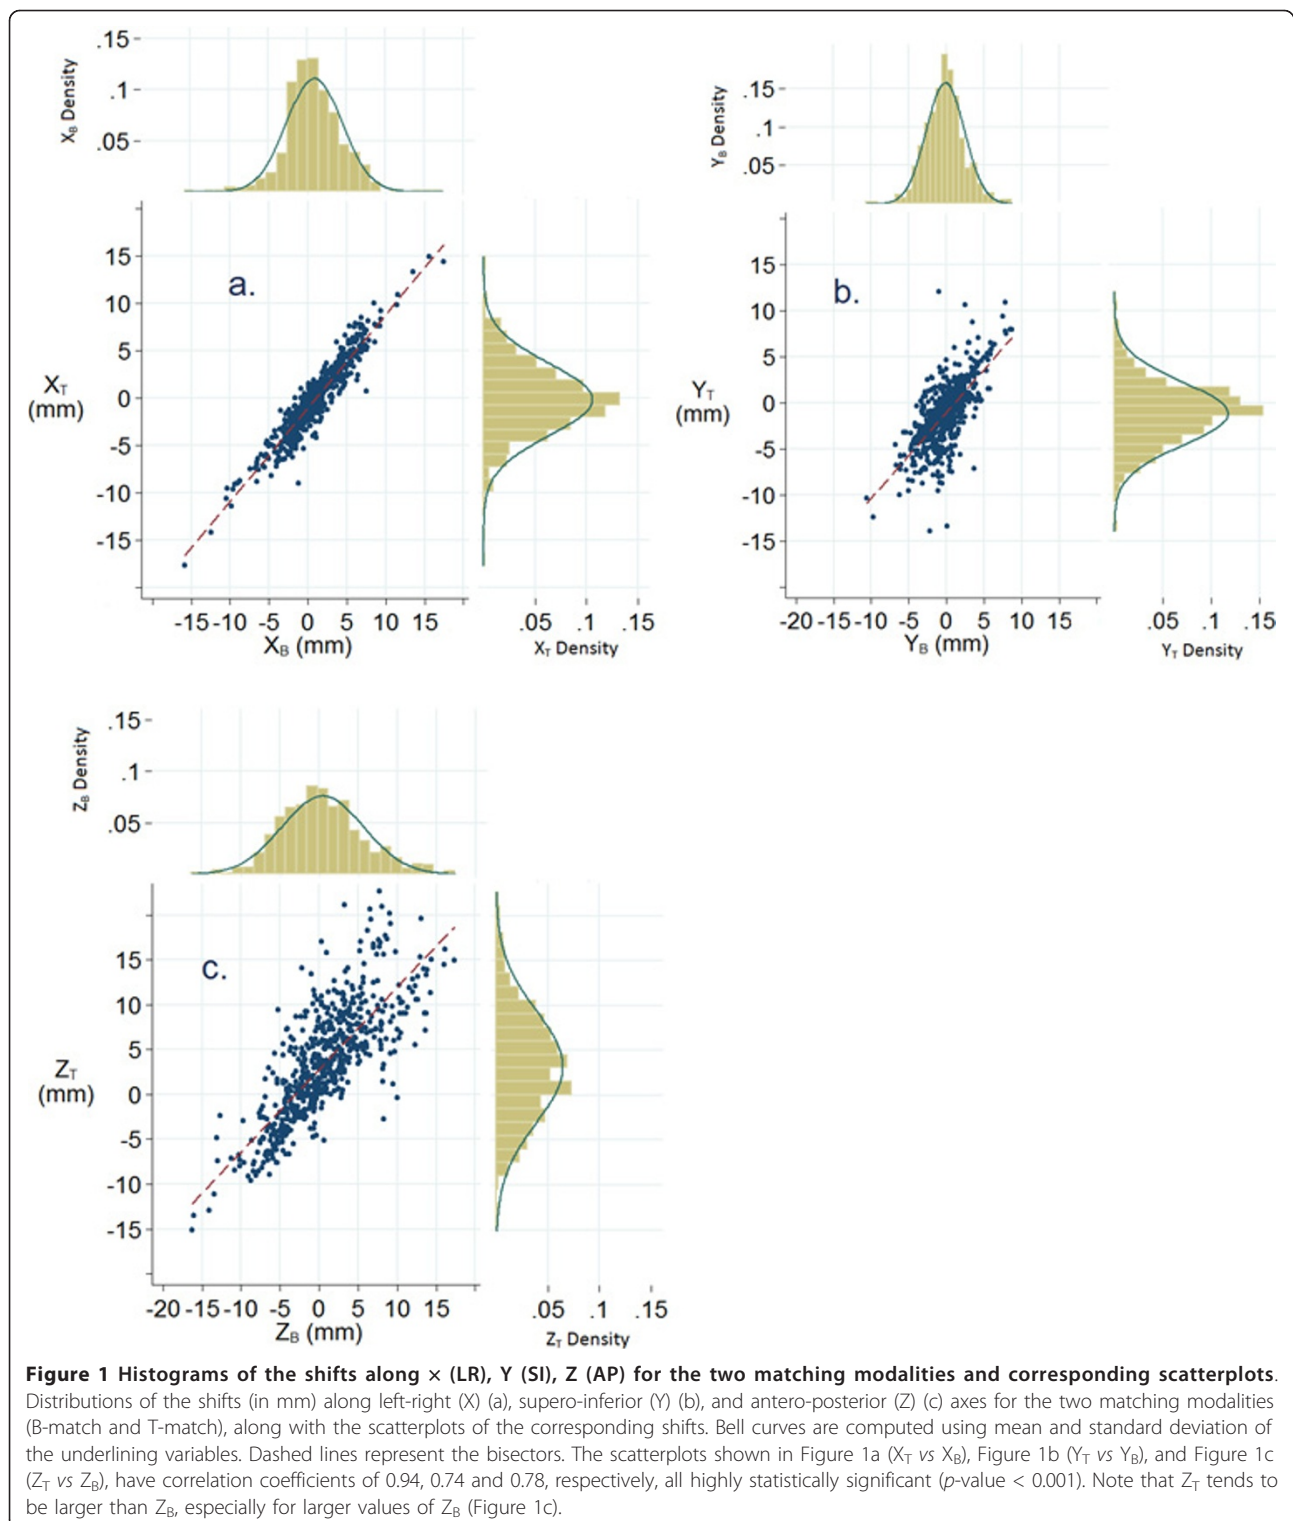 .15
.1
.05
X_B Density
15
10
5
0
-5
-10
-15
X_T
(mm)
a.
-15 -10 -5 0 5 10 15
X_B (mm)
.05 .1 .15
X_T Density
.15
.1
.05
Y_B Density
15
10
5
0
-5
-10
-15
Y_T
(mm)
b.
-20 -15 -10 -5 0 5 10 15
Y_B (mm)
.05 .1 .15
Y_T Density
.15
.1
.05
Z_B Density
15
10
5
0
-5
-10
-15
Z_T
(mm)
c.
-20 -15 -10 -5 0 5 10 15
Z_B (mm)
.05 .1 .15
Z_T Density
Figure 1 Histograms of the shifts along × (LR), Y (SI), Z (AP) for the two matching modalities and corresponding scatterplots.
Distributions of the shifts (in mm) along left-right (X) (a), supero-inferior (Y) (b), and antero-posterior (Z) (c) axes for the two matching modalities
(B-match and T-match), along with the scatterplots of the corresponding shifts. Bell curves are computed using mean and standard deviation of
the underlining variables. Dashed lines represent the bisectors. The scatterplots shown in Figure 1a (X_T vs X_B), Figure 1b (Y_T vs Y_B), and Figure 1c
(Z_T vs Z_B), have correlation coefficients of 0.94, 0.74 and 0.78, respectively, all highly statistically significant (p-value < 0.001). Note that Z_T tends to
be larger than Z_B, especially for larger values of Z_B (Figure 1c).